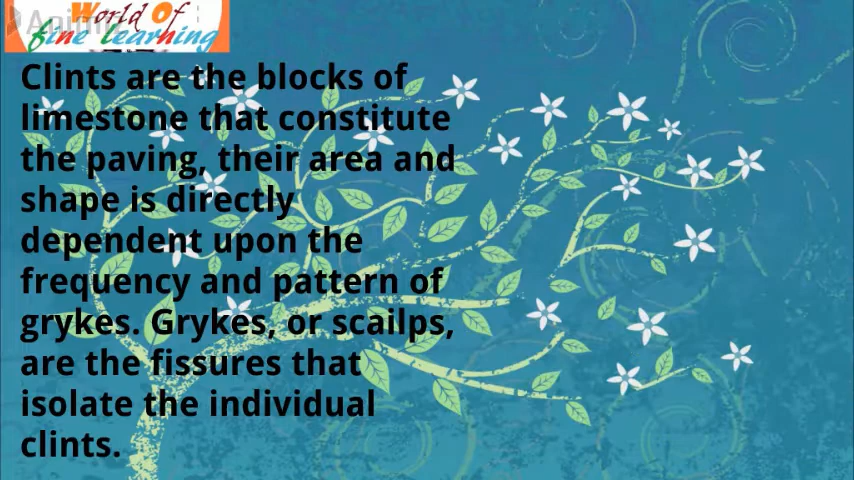 World Of
fine learning
Clints are the blocks of
limestone that constitute
the paving, their area and
shape is directly
dependent upon the
frequency and pattern of
grykes. Grykes, or scailps,
are the fissures that
isolate the individual
clints.